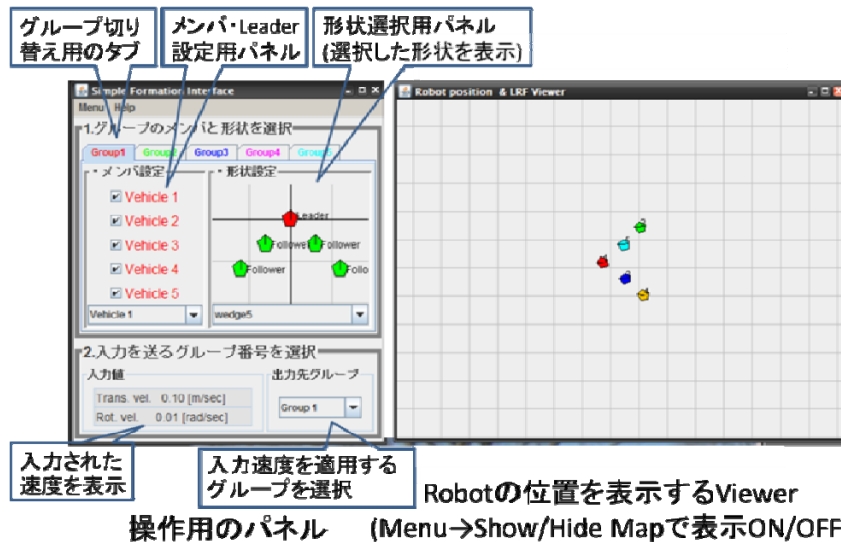 グループ切り
替え用のタブ
メンバ・Leader
設定用パネル
形状選択用パネル
(選択した形状を表示)
Simple Formation Interface
Menu Help
1.グループのメンバと形状を選択
Group1 Group2 Group3 Group4
・メンバ設定
・形状設定
Vehicle 1
Vehicle 2
Vehicle 3
Vehicle 4
Vehicle 5
Leader
Follower
Follower
Follower
Follo
Vehicle 1
wedge5
2.入力を送るグループ番号を選択
入力値
出力先グループ
Trans. vel. 0.10 [m/sec]
Rot. vel. 0.01 [rad/sec]
Group 1
Robot position & LRF Viewer
入力された
速度を表示
入力速度を適用する
グループを選択
操作用のパネル
Robotの位置を表示するViewer
(Menu→Show/Hide Mapで表示ON/OFF